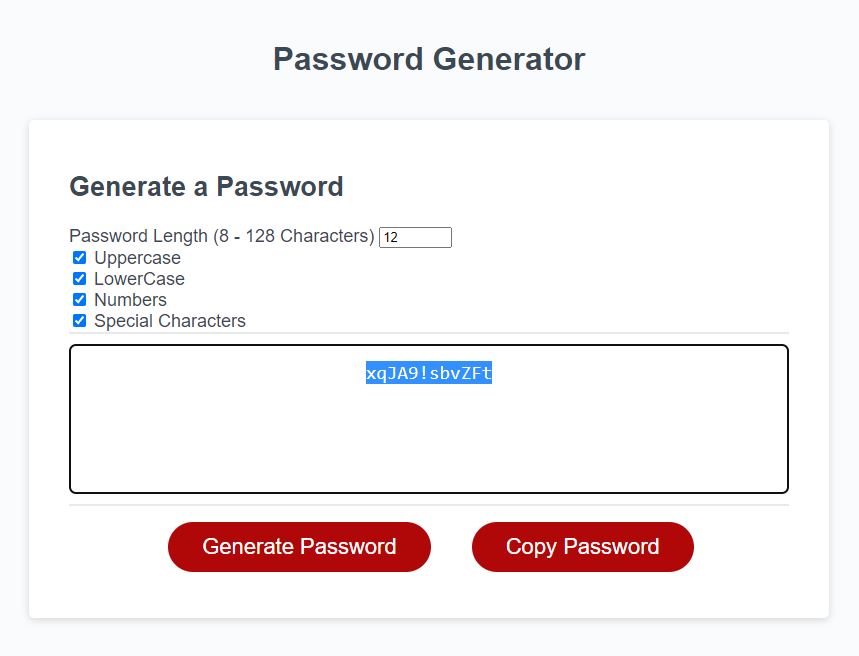 Password Generator
Generate a Password
Password Length (8 - 128 Characters) 12
Uppercase
LowerCase
Numbers
Special Characters
xqJA9!sbvZFt
Generate Password
Copy Password